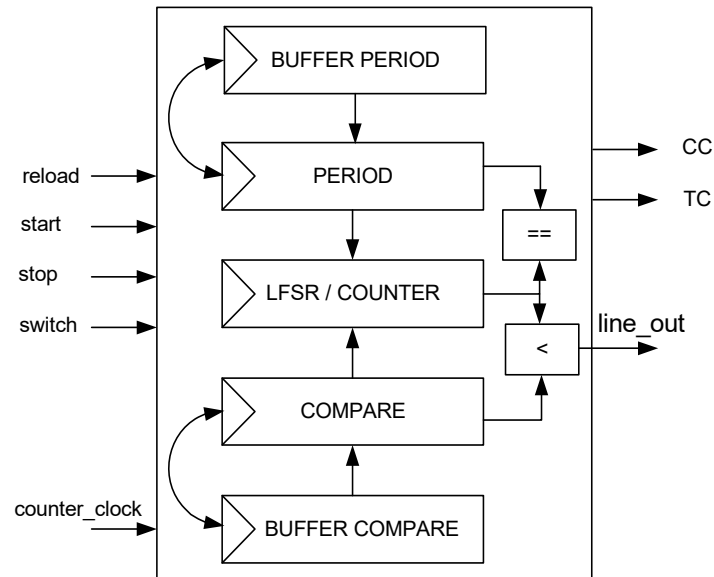 BUFFER PERIOD
PERIOD
==
LFSR / COUNTER
<
COMPARE
BUFFER COMPARE
reload
start
stop
switch
counter_clock
CC
TC
line_out